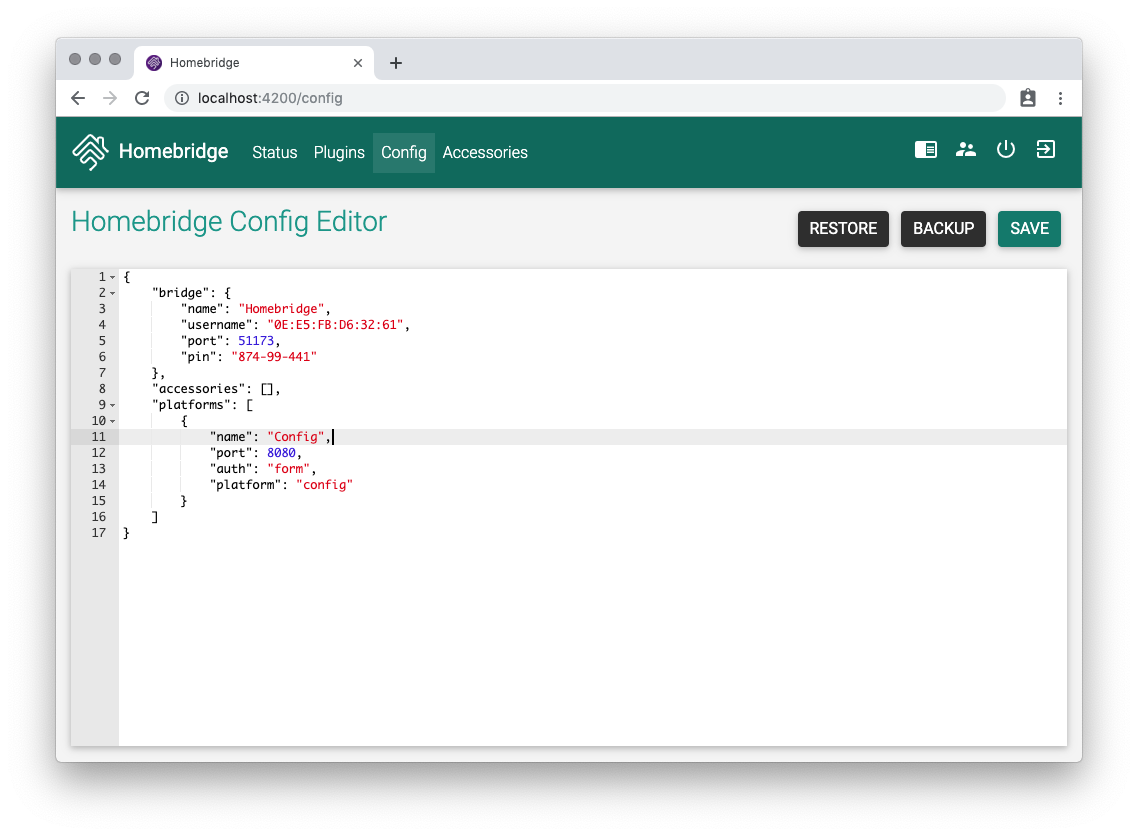 Homebridge
localhost:4200/config
Homebridge Status Plugins Config Accessories
Homebridge Config Editor
RESTORE BACKUP SAVE
1 {
2 "bridge": {
3 "name": "Homebridge",
4 "username": "0E:E5:FB:D6:32:61",
5 "port": 51173,
6 "pin": "874-99-441"
7 },
8 "accessories": [],
9 "platforms": [
10 {
11 "name": "Config",
12 "port": 8080,
13 "auth": "form",
14 "platform": "config"
15 }
16 ]
17 }